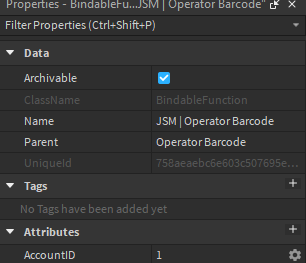 Properties - BindableFu...JSM | Operator Barcode"
Filter Properties (Ctrl+Shift+P)
Data
Archivable
ClassName BindableFunction
Name JSM | Operator Barcode
Parent Operator Barcode
UniqueId 758aeaebc6e603c507695e...
Tags +
No Tags have been added yet
Attributes +
AccountID 1